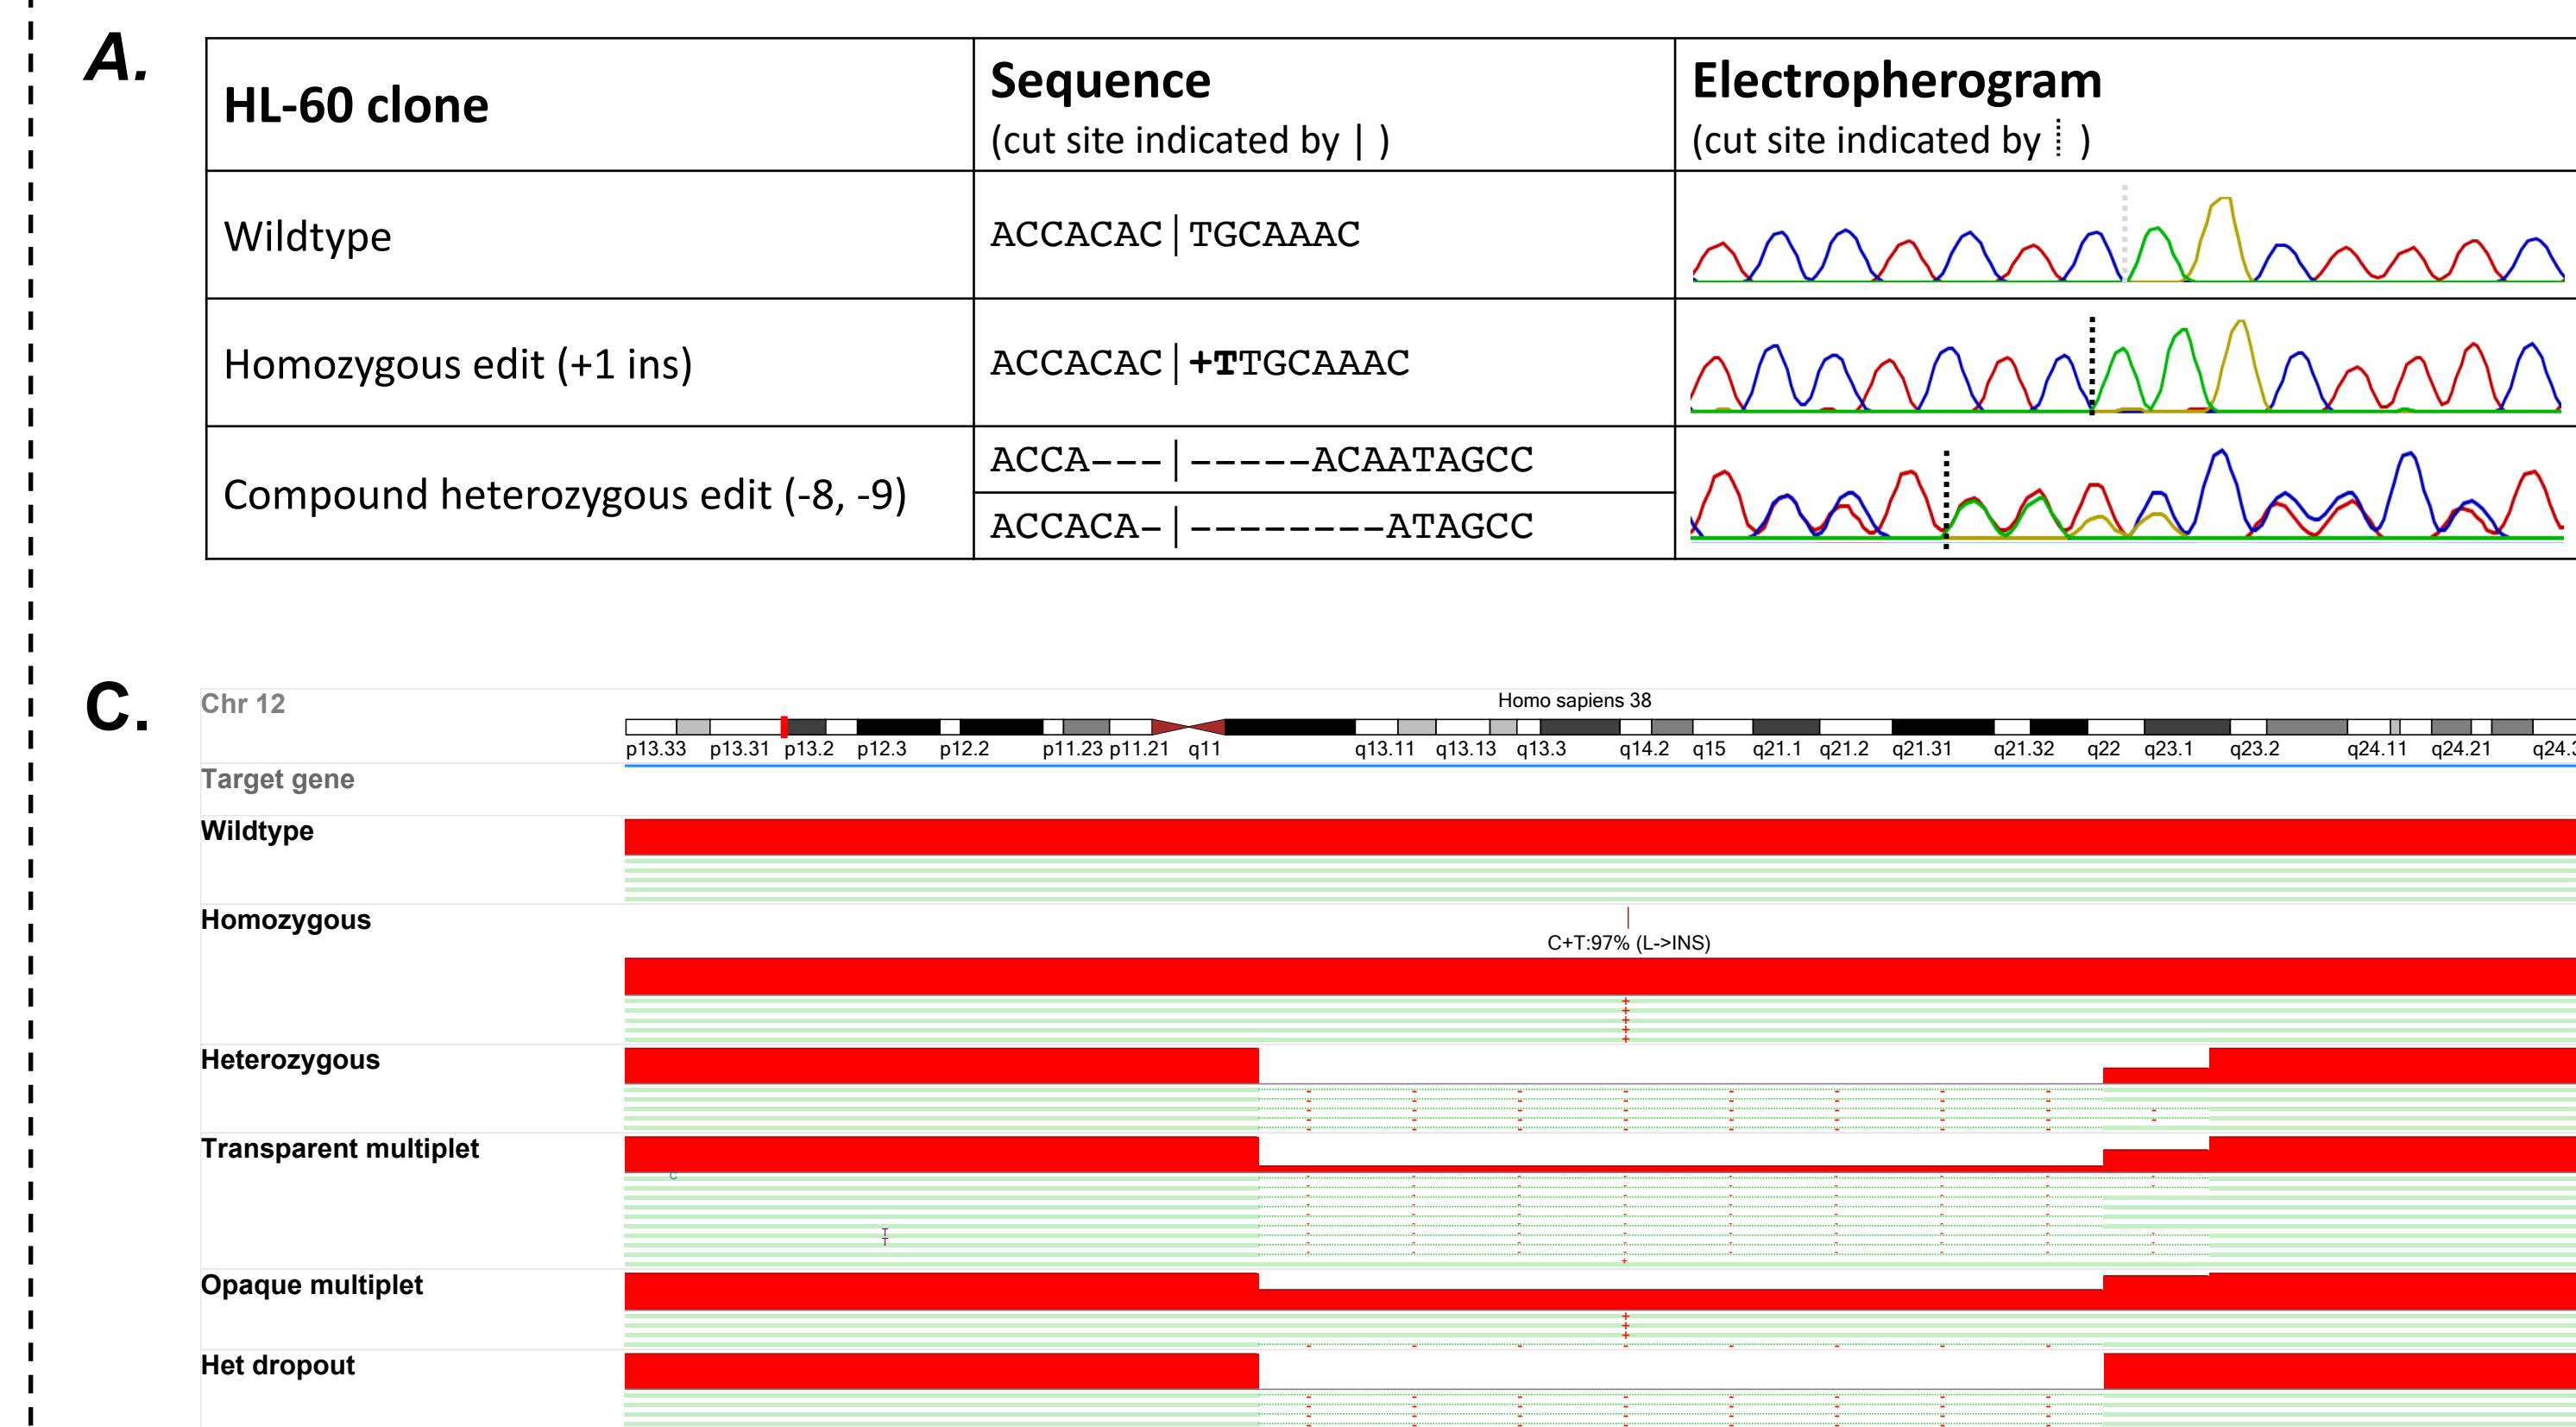 A.
HL-60 clone
Sequence
(cut site indicated by | )
Electropherogram
(cut site indicated by ⁞ )
Wildtype
ACCACAC|TGCAAAC
Homozygous edit (+1 ins)
ACCACAC|+TTGCAAAC
Compound heterozygous edit (-8, -9)
ACCA---|-----ACAATAGCC
ACCACA-|--------ATAGCC
C.
Chr 12
Homo sapiens 38
p13.33 p13.31 p13.2 p12.3 p12.2 p11.23 p11.21 q11 q13.11 q13.13 q13.3 q14.2 q15 q21.1 q21.2 q21.31 q21.32 q22 q23.1 q23.2 q24.11 q24.21 q24.3
Target gene
Wildtype
Homozygous
C+T:97% (L->INS)
Heterozygous
Transparent multiplet
C
T
T
Opaque multiplet
Het dropout